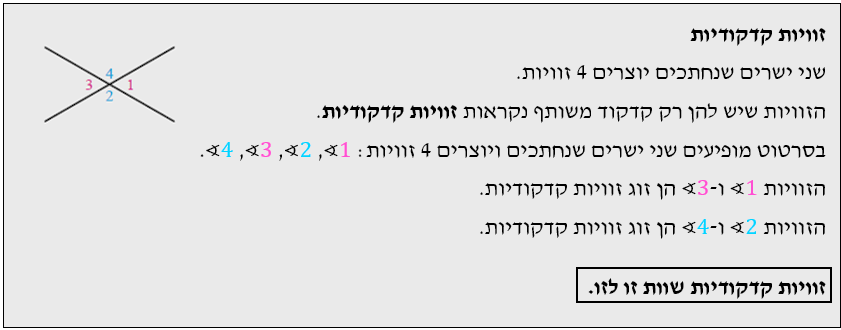 זוויות קדקודיות
שני ישרים שנחתכים יוצרים 4 זוויות.
הזוויות שיש להן רק קדקוד משותף נקראות זוויות קדקודיות.
בסרטוט מופיעים שני ישרים שנחתכים ויוצרים 4 זוויות: 1∢, 2∢, 3∢, 4∢.
הזוויות 1∢ ו-3∢ הן זוג זוויות קדקודיות.
הזוויות 2∢ ו-4∢ הן זוג זוויות קדקודיות.
זוויות קדקודיות שוות זו לזו.
4
3 1
2